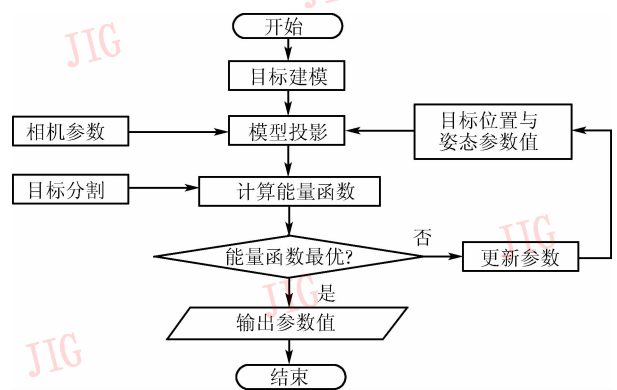 开始
目标建模
相机参数
模型投影
目标位置与
姿态参数值
目标分割
计算能量函数
能量函数最优?
否
更新参数
是
输出参数值
结束
JIG
JIG
JIG
JIG